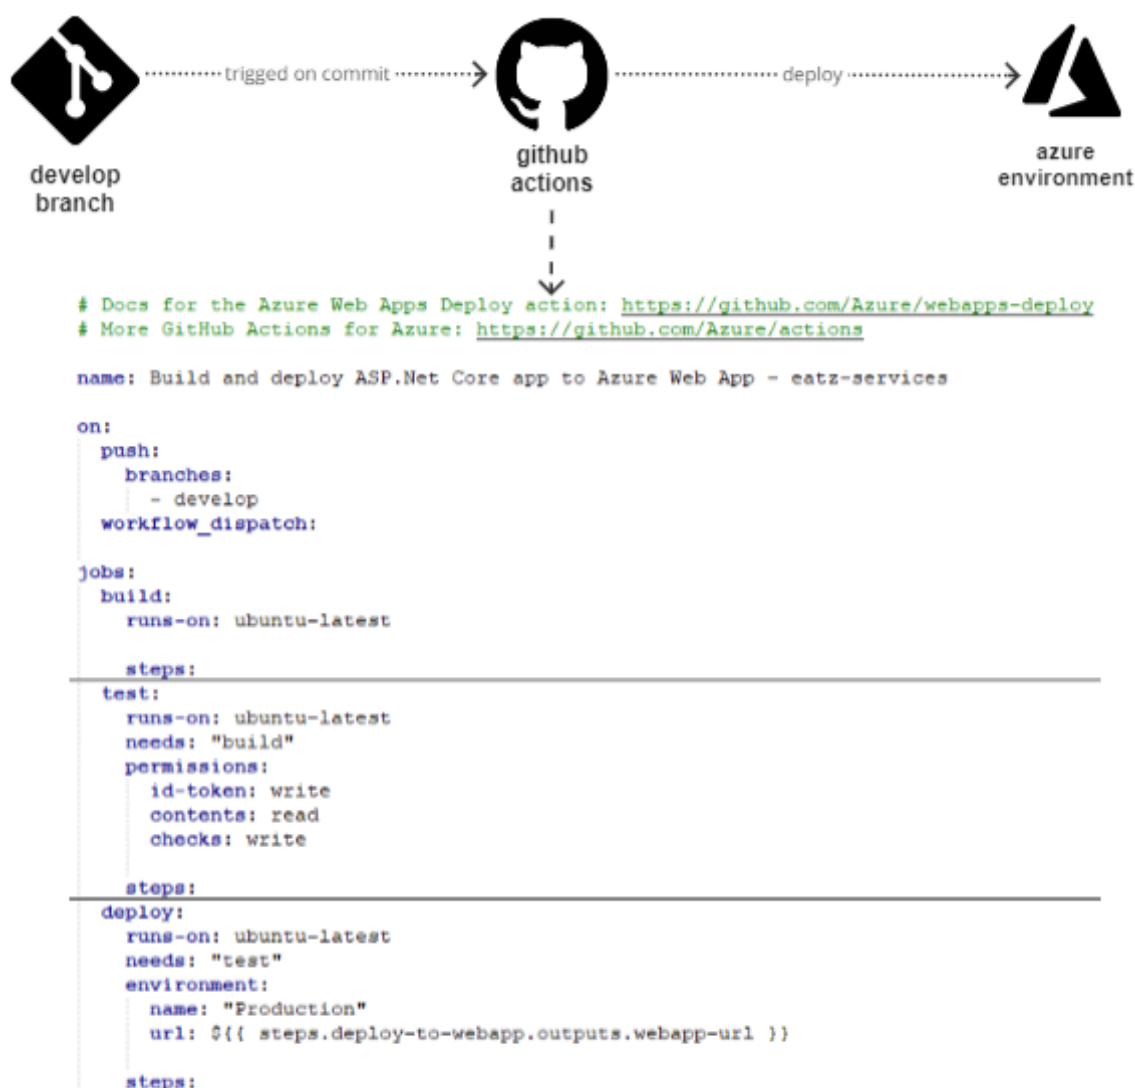 trigged on commit
deploy
develop
branch
github
actions
azure
environment
# Docs for the Azure Web Apps Deploy action: https://github.com/Azure/webapps-deploy
# More GitHub Actions for Azure: https://github.com/Azure/actions
name: Build and deploy ASP.Net Core app to Azure Web App - eatz-services
on:
  push:
    branches:
      - develop
  workflow_dispatch:
jobs:
  build:
    runs-on: ubuntu-latest
    steps:
  test:
    runs-on: ubuntu-latest
    needs: "build"
    permissions:
      id-token: write
      contents: read
      checks: write
    steps:
  deploy:
    runs-on: ubuntu-latest
    needs: "test"
    environment:
      name: "Production"
      url: ${{ steps.deploy-to-webapp.outputs.webapp-url }}
    steps: